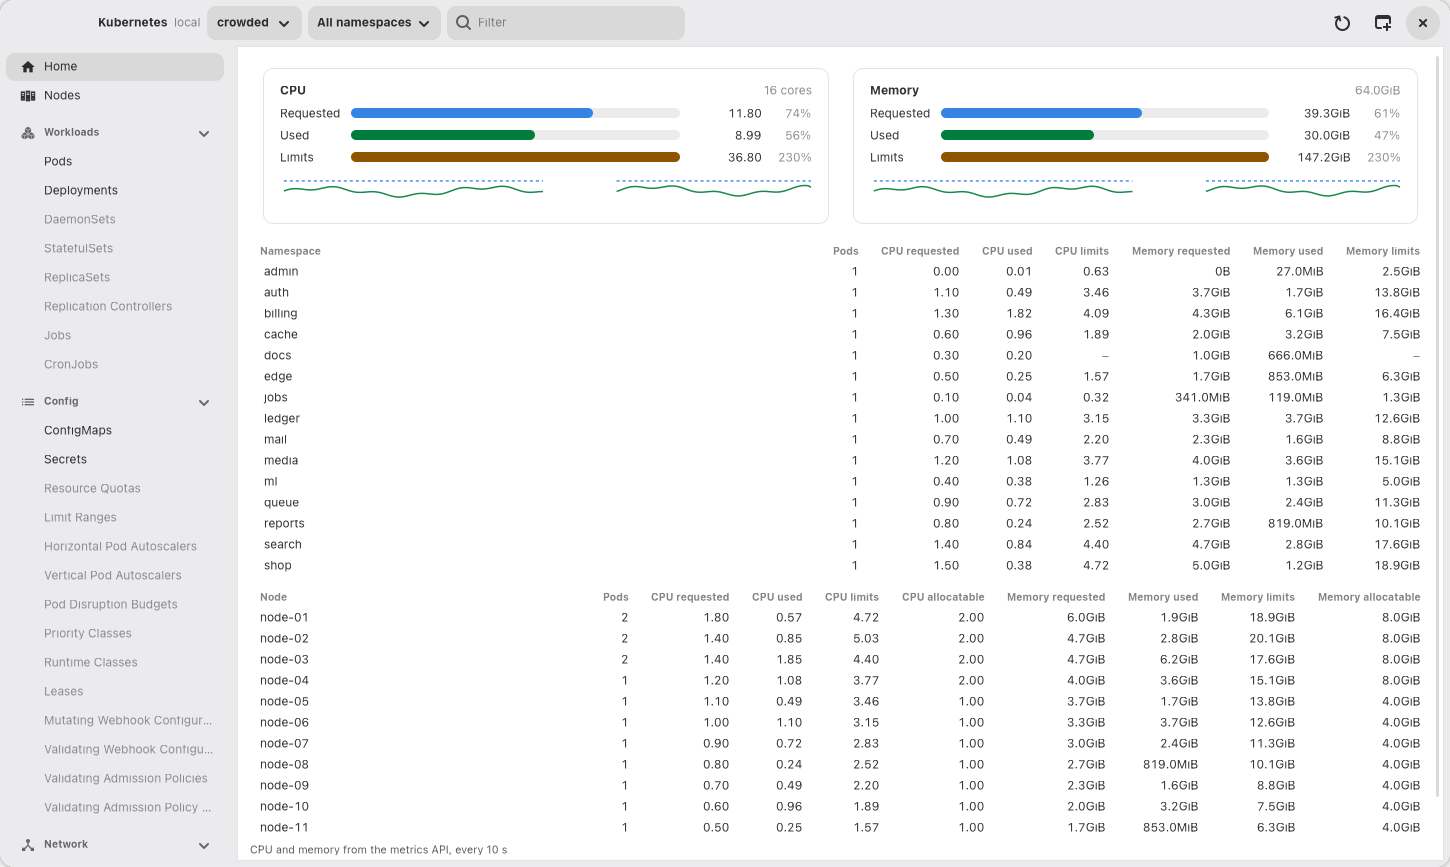 Kubernetes local crowded All namespaces Filter
Home
Nodes
Workloads
Pods
Deployments
DaemonSets
StatefulSets
ReplicaSets
Replication Controllers
Jobs
CronJobs
Config
ConfigMaps
Secrets
Resource Quotas
Limit Ranges
Horizontal Pod Autoscalers
Vertical Pod Autoscalers
Pod Disruption Budgets
Priority Classes
Runtime Classes
Leases
Mutating Webhook Configur...
Validating Webhook Configu...
Validating Admission Policies
Validating Admission Policy ...
Network
CPU 16 cores
Requested 11.80 74%
Used 8.99 56%
Limits 36.80 230%
Memory 64.0GiB
Requested 39.3GiB 61%
Used 30.0GiB 47%
Limits 147.2GiB 230%
Namespace Pods CPU requested CPU used CPU limits Memory requested Memory used Memory limits
admin 1 0.00 0.01 0.63 0B 27.0MiB 2.5GiB
auth 1 1.10 0.49 3.46 3.7GiB 1.7GiB 13.8GiB
billing 1 1.30 1.82 4.09 4.3GiB 6.1GiB 16.4GiB
cache 1 0.60 0.96 1.89 2.0GiB 3.2GiB 7.5GiB
docs 1 0.30 0.20 – 1.0GiB 666.0MiB –
edge 1 0.50 0.25 1.57 1.7GiB 853.0MiB 6.3GiB
jobs 1 0.10 0.04 0.32 341.0MiB 119.0MiB 1.3GiB
ledger 1 1.00 1.10 3.15 3.3GiB 3.7GiB 12.6GiB
mail 1 0.70 0.49 2.20 2.3GiB 1.6GiB 8.8GiB
media 1 1.20 1.08 3.77 4.0GiB 3.6GiB 15.1GiB
ml 1 0.40 0.38 1.26 1.3GiB 1.3GiB 5.0GiB
queue 1 0.90 0.72 2.83 3.0GiB 2.4GiB 11.3GiB
reports 1 0.80 0.24 2.52 2.7GiB 819.0MiB 10.1GiB
search 1 1.40 0.84 4.40 4.7GiB 2.8GiB 17.6GiB
shop 1 1.50 0.38 4.72 5.0GiB 1.2GiB 18.9GiB
Node Pods CPU requested CPU used CPU limits CPU allocatable Memory requested Memory used Memory limits Memory allocatable
node-01 2 1.80 0.57 4.72 2.00 6.0GiB 1.9GiB 18.9GiB 8.0GiB
node-02 2 1.40 0.85 5.03 2.00 4.7GiB 2.8GiB 20.1GiB 8.0GiB
node-03 2 1.40 1.85 4.40 2.00 4.7GiB 6.2GiB 17.6GiB 8.0GiB
node-04 1 1.20 1.08 3.77 2.00 4.0GiB 3.6GiB 15.1GiB 8.0GiB
node-05 1 1.10 0.49 3.46 1.00 3.7GiB 1.7GiB 13.8GiB 4.0GiB
node-06 1 1.00 1.10 3.15 1.00 3.3GiB 3.7GiB 12.6GiB 4.0GiB
node-07 1 0.90 0.72 2.83 1.00 3.0GiB 2.4GiB 11.3GiB 4.0GiB
node-08 1 0.80 0.24 2.52 1.00 2.7GiB 819.0MiB 10.1GiB 4.0GiB
node-09 1 0.70 0.49 2.20 1.00 2.3GiB 1.6GiB 8.8GiB 4.0GiB
node-10 1 0.60 0.96 1.89 1.00 2.0GiB 3.2GiB 7.5GiB 4.0GiB
node-11 1 0.50 0.25 1.57 1.00 1.7GiB 853.0MiB 6.3GiB 4.0GiB
CPU and memory from the metrics API, every 10 s